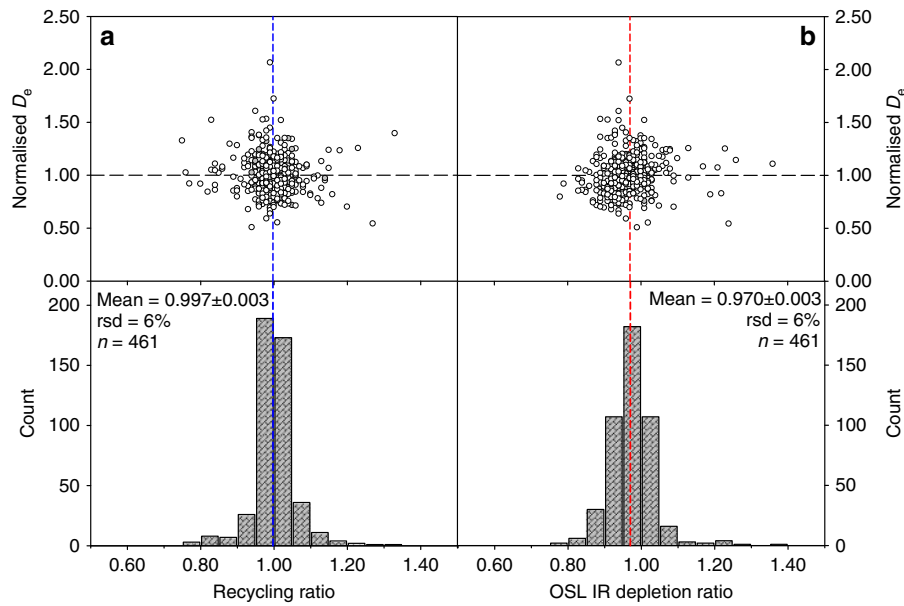 a
b
Normalised De
2.50
2.00
1.50
1.00
0.50
0.00
2.50
2.00
1.50
1.00
0.50
0.00
Normalised De
Mean = 0.997±0.003
rsd = 6%
n = 461
Mean = 0.970±0.003
rsd = 6%
n = 461
Count
200
150
100
50
0
200
150
100
50
0
Count
0.60 0.80 1.00 1.20 1.40
0.60 0.80 1.00 1.20 1.40
Recycling ratio
OSL IR depletion ratio